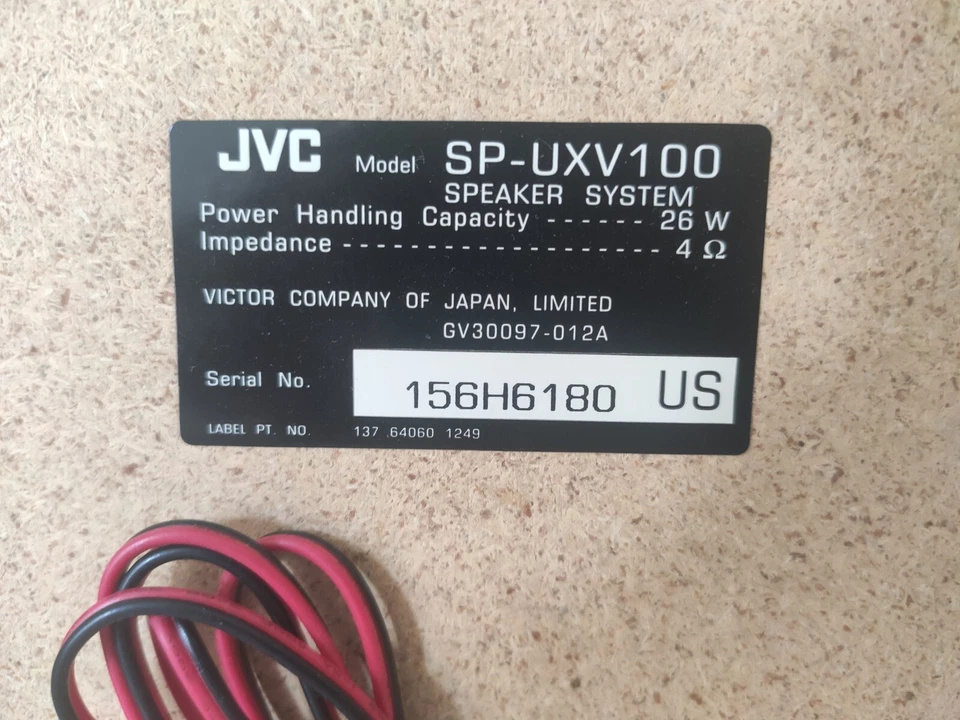 JVC Model SP-UXV100
SPEAKER SYSTEM
Power Handling Capacity ------ 26 W
Impedance ------------------- 4 Ω
VICTOR COMPANY OF JAPAN, LIMITED
GV30097-012A
Serial No. 156H6180 US
LABEL PT. NO. 137 64060 1249